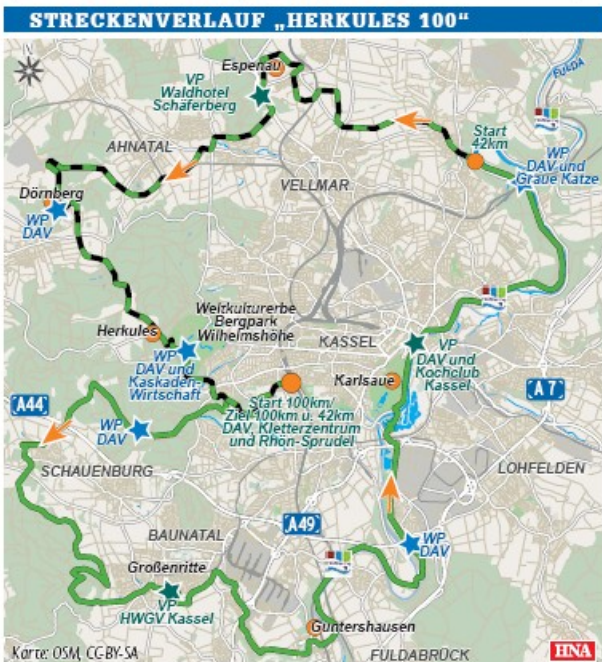 STRECKENVERLAUF „HERKULES 100“
Espenau
FULDA
VP
Waldhotel
Schäferberg
AHNATAL
Start
42km
WP
DAV und
Graue Katze
VELLMAR
Dörnberg
WP
DAV
Weltkulturerbe
Bergpark
Wilhelmshöhe
Herkules
KASSEL
WP
DAV und
Kaskaden-
Wirtschaft
VP
DAV und
Kochclub
Kassel
Karlsaue
A 7
A44
Start 100km/
Ziel 100km u. 42km
DAV, Kletterzentrum
und Rhön-Sprudel
WP
DAV
SCHAUENBURG
LOHFELDEN
A49
BAUNATAL
WP
DAV
Großenritte
VP
HWGV Kassel
Guntershausen
FULDABRÜCK
Karte: OSM, CC-BY-SA
HNA